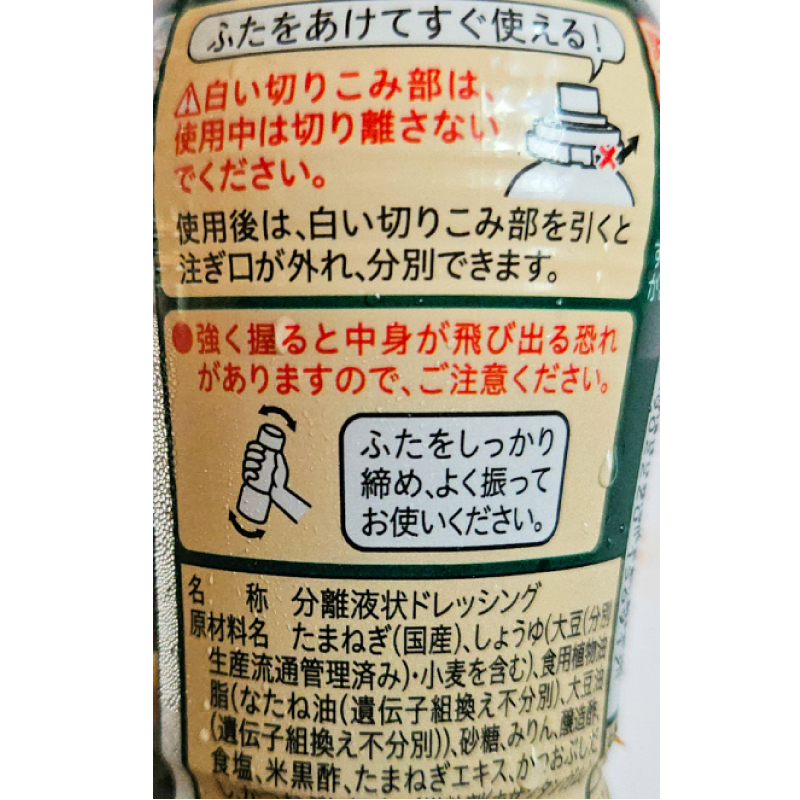 ふたをあけてすぐ使える!
⚠白い切りこみ部は、
使用中は切り離さない
でください。
使用後は、白い切りこみ部を引くと
注ぎ口が外れ、分別できます。
●強く握ると中身が飛び出る恐れ
がありますので、ご注意ください。
ふたをしっかり
締め、よく振って
お使いください。
名 称 分離液状ドレッシング
原材料名 たまねぎ(国産)、しょうゆ(大豆(分別
生産流通管理済み)・小麦を含む)、食用植物油
脂(なたね油(遺伝子組換え不分別)、大豆油
(遺伝子組換え不分別))、砂糖、みりん、醸造酢、
食塩、米黒酢、たまねぎエキス、かつおぶしだ